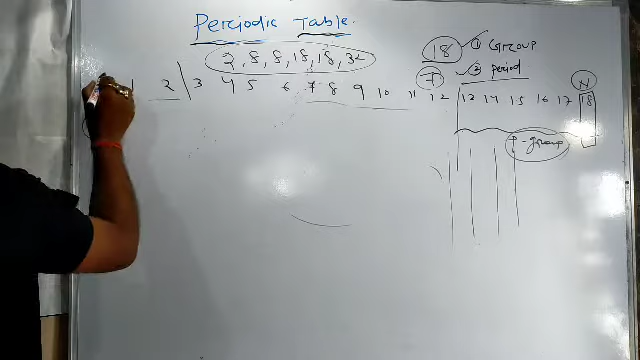 Periodic Table
2, 8, 8, 18, 18, 32
18 ① Group
7 ② period
1 2 3 4 5 6 7 8 9 10 11 12 13 14 15 16 17 18
N
P-group